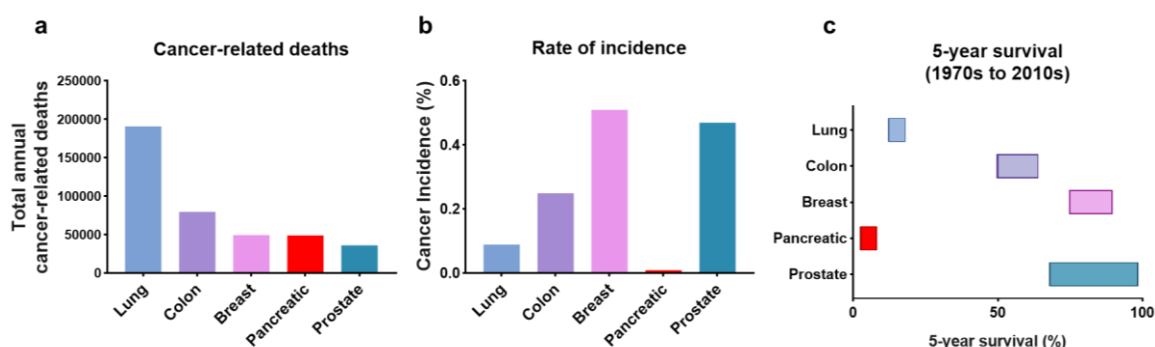 a
Cancer-related deaths
Total annual
cancer-related deaths
250000
200000
150000
100000
50000
0
Lung
Colon
Breast
Pancreatic
Prostate
b
Rate of incidence
Cancer Incidence (%)
0.6
0.4
0.2
0.0
Lung
Colon
Breast
Pancreatic
Prostate
c
5-year survival
(1970s to 2010s)
Lung
Colon
Breast
Pancreatic
Prostate
0
50
100
5-year survival (%)